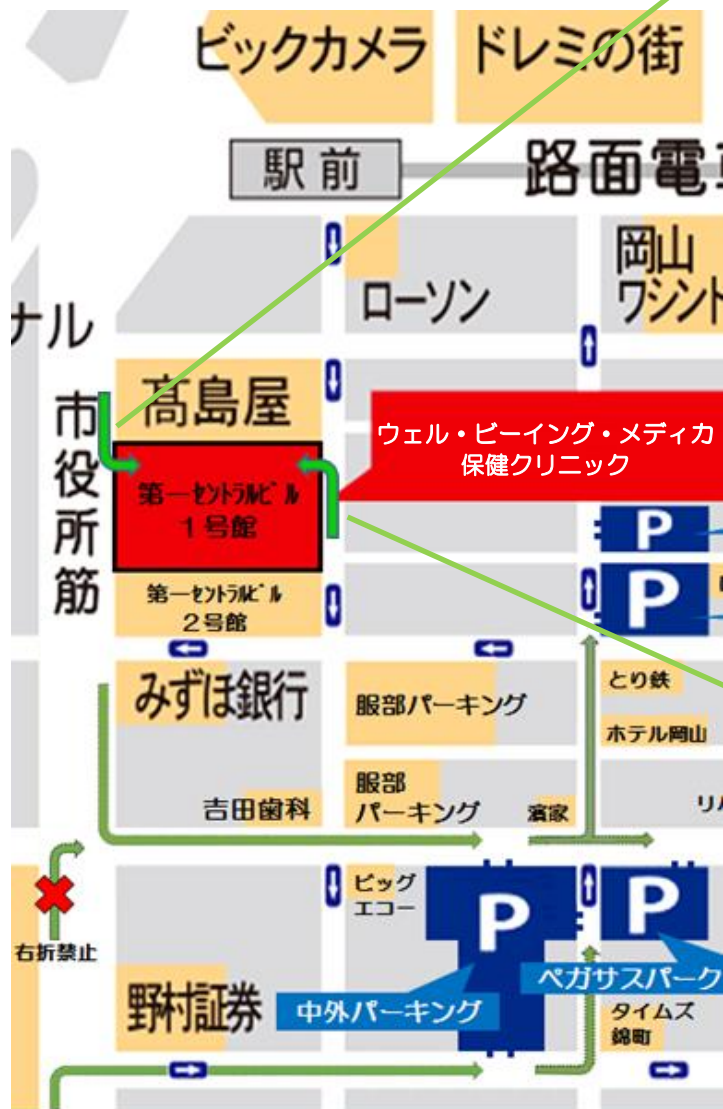 ビックカメラ
ドレミの街
駅前
路面電車
岡山
ワシント
ローソン
ナル
市役所筋
髙島屋
ウェル・ビーイング・メディカ
保健クリニック
第一セントラルビル
1号館
P
第一セントラルビル
2号館
P
みずほ銀行
服部パーキング
とり鉄
ホテル岡山
吉田歯科
服部
パーキング
濱家
リバ
ビッグ
エコー
P
P
右折禁止
ペガサスパーク
野村証券
中外パーキング
タイムズ
錦町